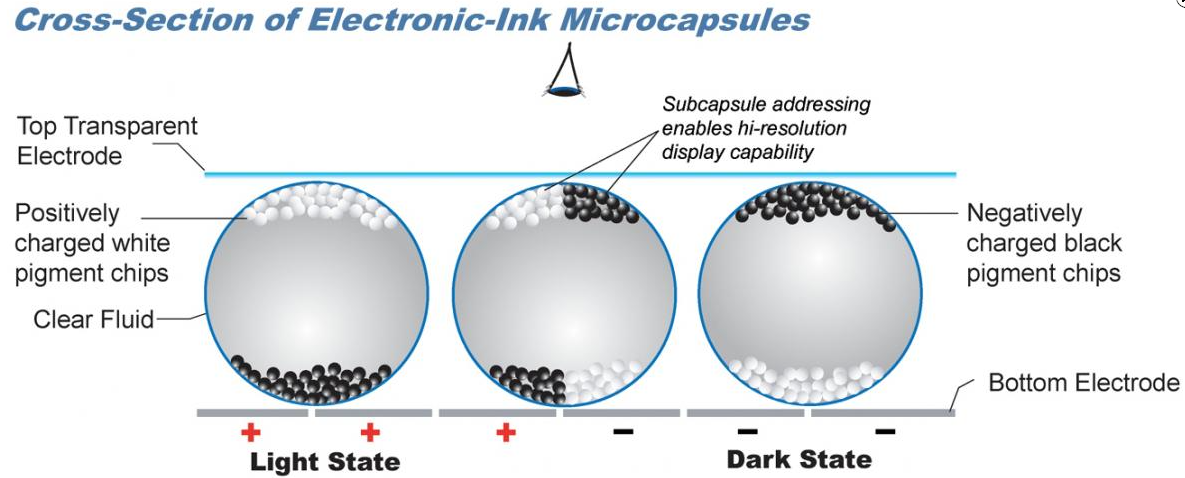 Cross-Section of Electronic-Ink Microcapsules
Subcapsule addressing
enables hi-resolution
display capability
Top Transparent
Electrode
Positively
charged white
pigment chips
Clear Fluid
Negatively
charged black
pigment chips
Bottom Electrode
+ + + − − −
Light State
Dark State